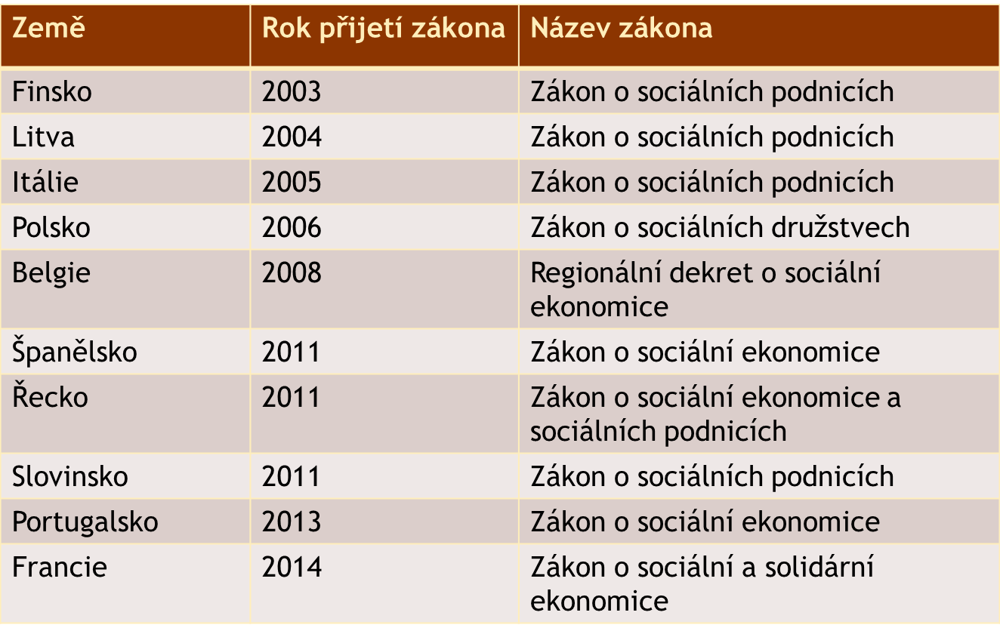 Země Rok přijetí zákona Název zákona
Finsko 2003 Zákon o sociálních podnicích
Litva 2004 Zákon o sociálních podnicích
Itálie 2005 Zákon o sociálních podnicích
Polsko 2006 Zákon o sociálních družstvech
Belgie 2008 Regionální dekret o sociální
ekonomice
Španělsko 2011 Zákon o sociální ekonomice
Řecko 2011 Zákon o sociální ekonomice a
sociálních podnicích
Slovinsko 2011 Zákon o sociálních podnicích
Portugalsko 2013 Zákon o sociální ekonomice
Francie 2014 Zákon o sociální a solidární
ekonomice